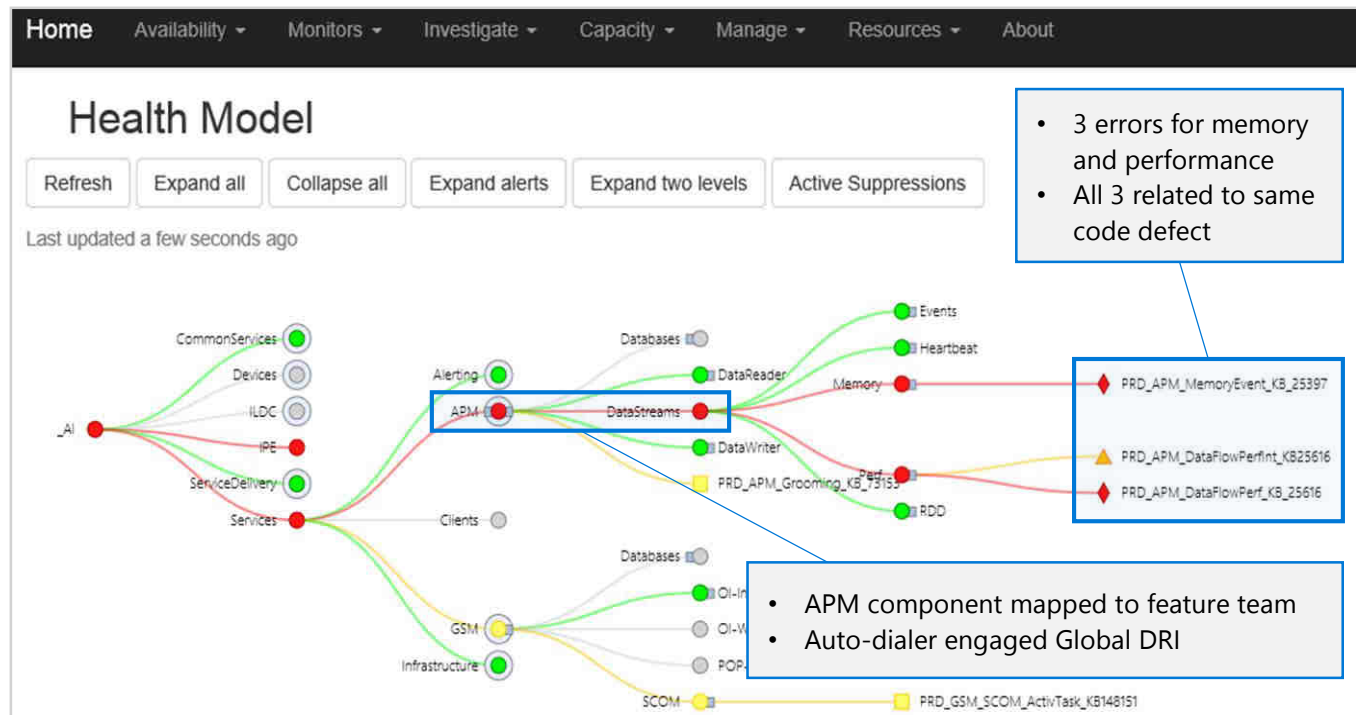 Home Availability Monitors Investigate Capacity Manage Resources About
Health Model
Refresh Expand all Collapse all Expand alerts Expand two levels Active Suppressions
Last updated a few seconds ago
• 3 errors for memory
and performance
• All 3 related to same
code defect
_AI
CommonServices
Devices
ILDC
IPE
ServiceDelivery
Services
Alerting
APM
Clients
GSM
Infrastructure
Databases
DataReader
DataStreams
DataWriter
PRD_APM_Grooming_KB_73153
Databases
SCOM
Events
Heartbeat
Memory
Perf
RDD
PRD_APM_MemoryEvent_KB_25397
PRD_APM_DataFlowPerfInt_KB25616
PRD_APM_DataFlowPerf_KB_25616
PRD_GSM_SCOM_ActivTask_KB148151
• APM component mapped to feature team
• Auto-dialer engaged Global DRI